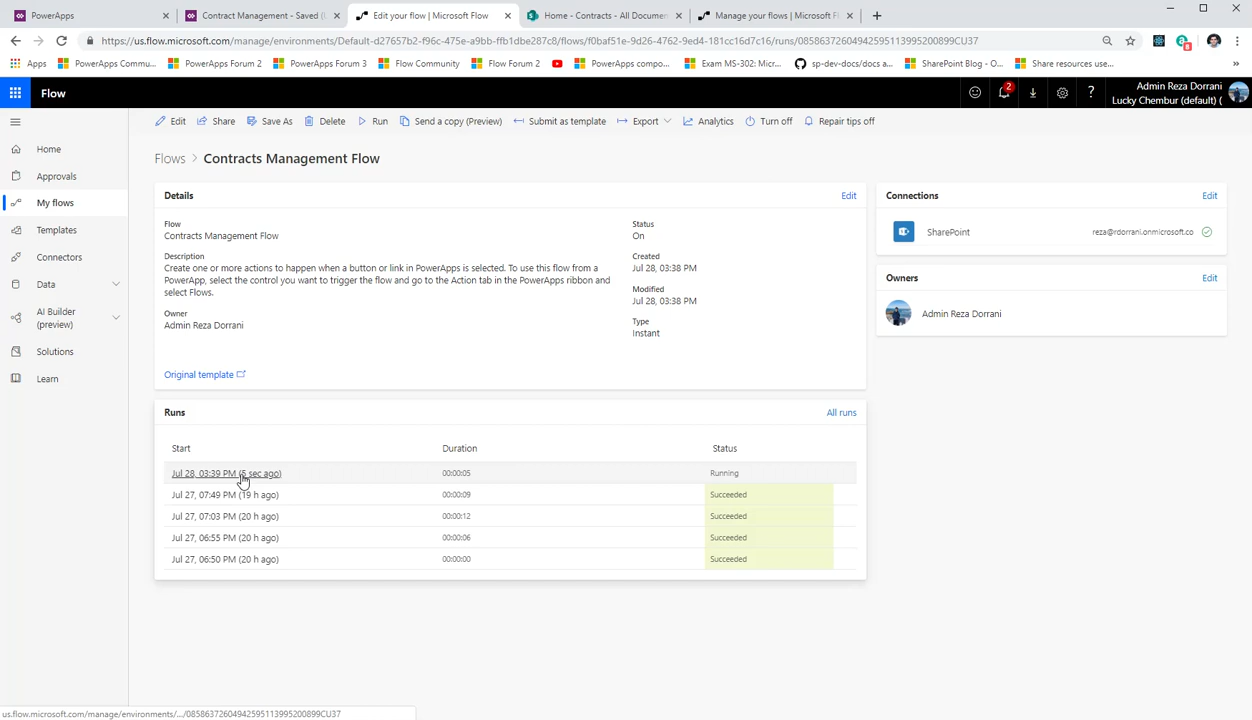 PowerApps
Contract Management - Saved (
Edit your flow | Microsoft Flow
Home - Contracts - All Documen
Manage your flows | Microsoft F
https://us.flow.microsoft.com/manage/environments/Default-d27657b2-f96c-475e-a9bb-ffb1dbe287c8/flows/f0baf51e-9d26-4762-9ed4-181cc16d7c16/runs/08586372604942595113995200899CU37
Apps
PowerApps Commu...
PowerApps Forum 2
PowerApps Forum 3
Flow Community
Flow Forum 2
PowerApps compo...
Exam MS-302: Micr...
sp-dev-docs/docs a...
SharePoint Blog - O...
Share resources use...
Flow
2
Admin Reza Dorrani
Lucky Chembur (default) (
Edit
Share
Save As
Delete
Run
Send a copy (Preview)
Submit as template
Export
Analytics
Turn off
Repair tips off
Home
Approvals
My flows
Templates
Connectors
Data
AI Builder
(preview)
Solutions
Learn
Flows > Contracts Management Flow
Details
Edit
Flow
Contracts Management Flow
Description
Create one or more actions to happen when a button or link in PowerApps is selected. To use this flow from a
PowerApp, select the control you want to trigger the flow and go to the Action tab in the PowerApps ribbon and
select Flows.
Owner
Admin Reza Dorrani
Status
On
Created
Jul 28, 03:38 PM
Modified
Jul 28, 03:38 PM
Type
Instant
Original template
Connections
Edit
SharePoint
reza@rdorrani.onmicrosoft.co
Owners
Edit
Admin Reza Dorrani
Runs
All runs
Start Duration Status
Jul 28, 03:39 PM (5 sec ago) 00:00:05 Running
Jul 27, 07:49 PM (19 h ago) 00:00:09 Succeeded
Jul 27, 07:03 PM (20 h ago) 00:00:12 Succeeded
Jul 27, 06:55 PM (20 h ago) 00:00:06 Succeeded
Jul 27, 06:50 PM (20 h ago) 00:00:00 Succeeded
us.flow.microsoft.com/manage/environments/.../08586372604942595113995200899CU37